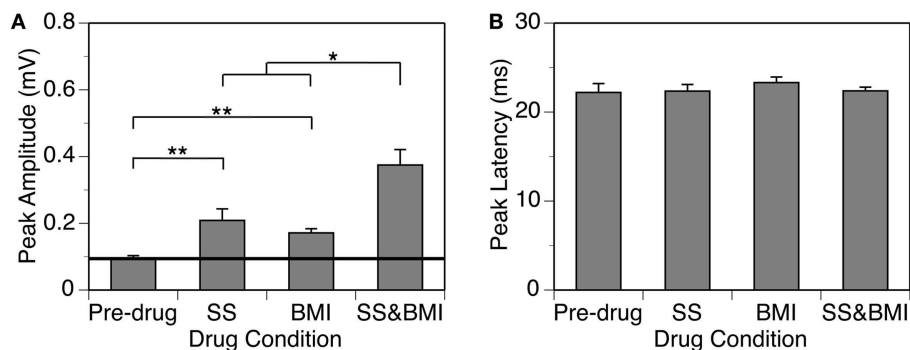 A
Peak Amplitude (mV)
0.8
0.6
0.4
0.2
0
*
**
**
Pre-drug SS BMI SS&BMI
Drug Condition
B
Peak Latency (ms)
30
20
10
0
Pre-drug SS BMI SS&BMI
Drug Condition